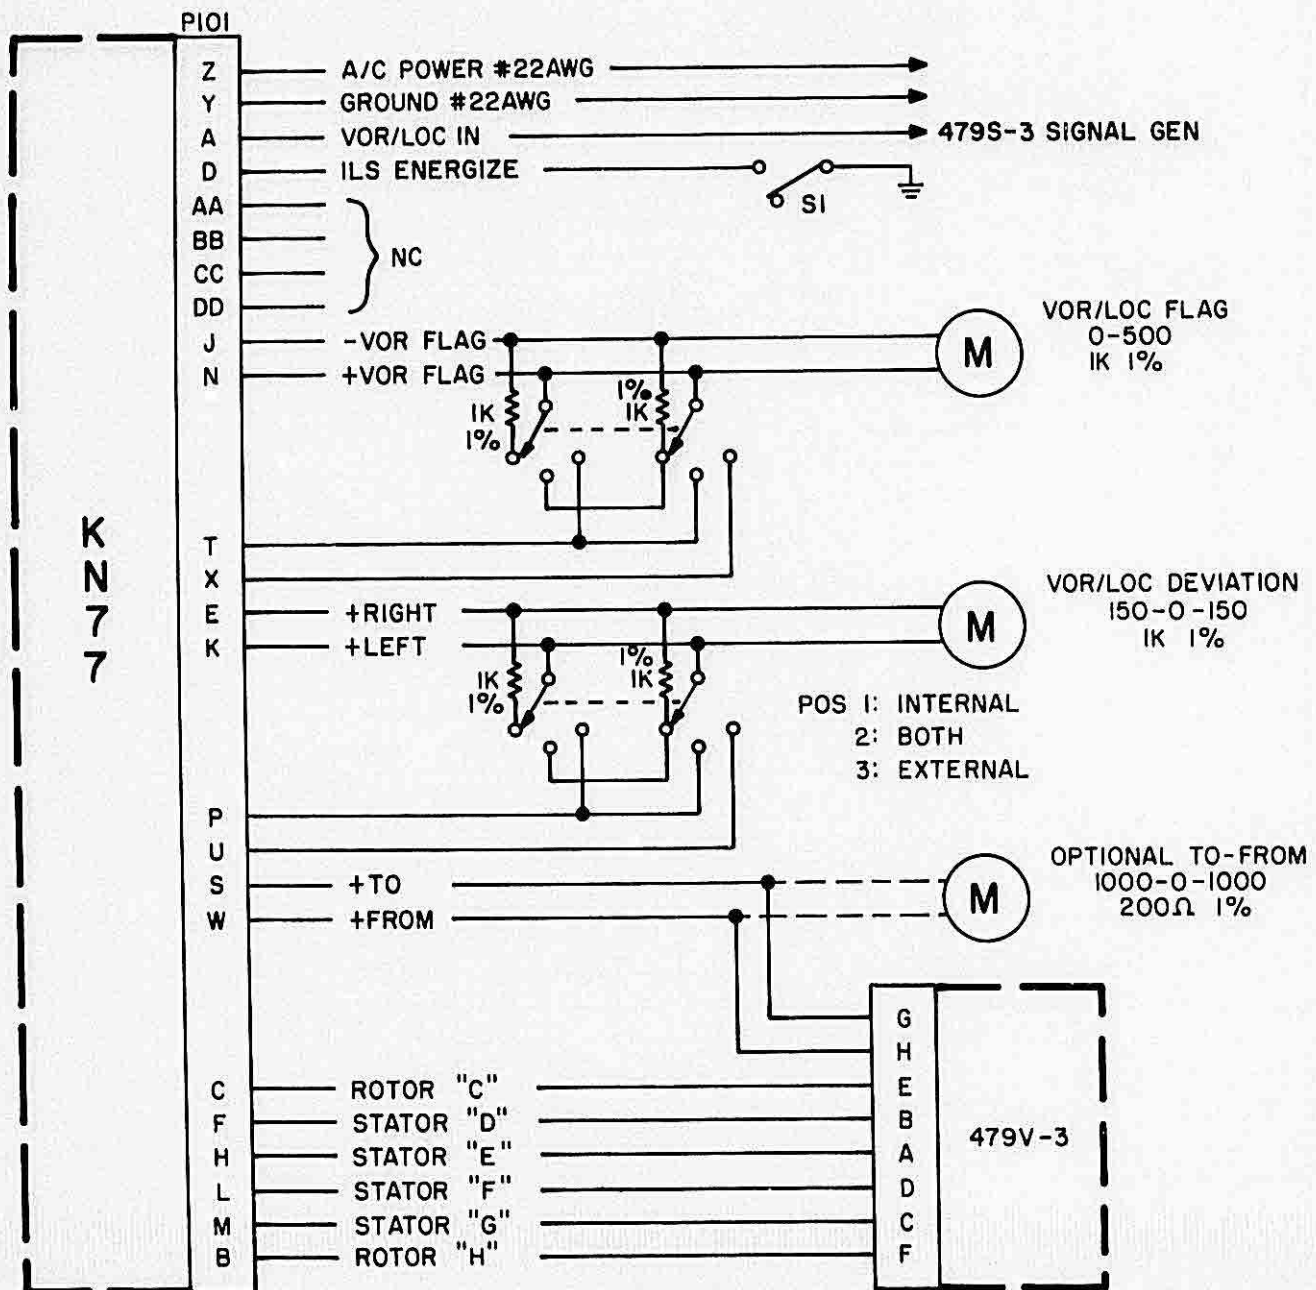 P101
Z A/C POWER #22AWG
Y GROUND #22AWG
A VOR/LOC IN 479S-3 SIGNAL GEN
D ILS ENERGIZE
S1
AA
BB
CC
DD
NC
J -VOR FLAG
N +VOR FLAG
VOR/LOC FLAG
0-500
1K 1%
M
1K
1%
1%
1K
T
X
KN77
E +RIGHT
K +LEFT
VOR/LOC DEVIATION
150-0-150
1K 1%
M
1K
1%
1%
1K
POS 1: INTERNAL
2: BOTH
3: EXTERNAL
P
U
S +TO
W +FROM
OPTIONAL TO-FROM
1000-0-1000
200Ω 1%
M
G
H
C ROTOR "C" E
F STATOR "D" B
H STATOR "E" A
L STATOR "F" D
M STATOR "G" C
B ROTOR "H" F
479V-3